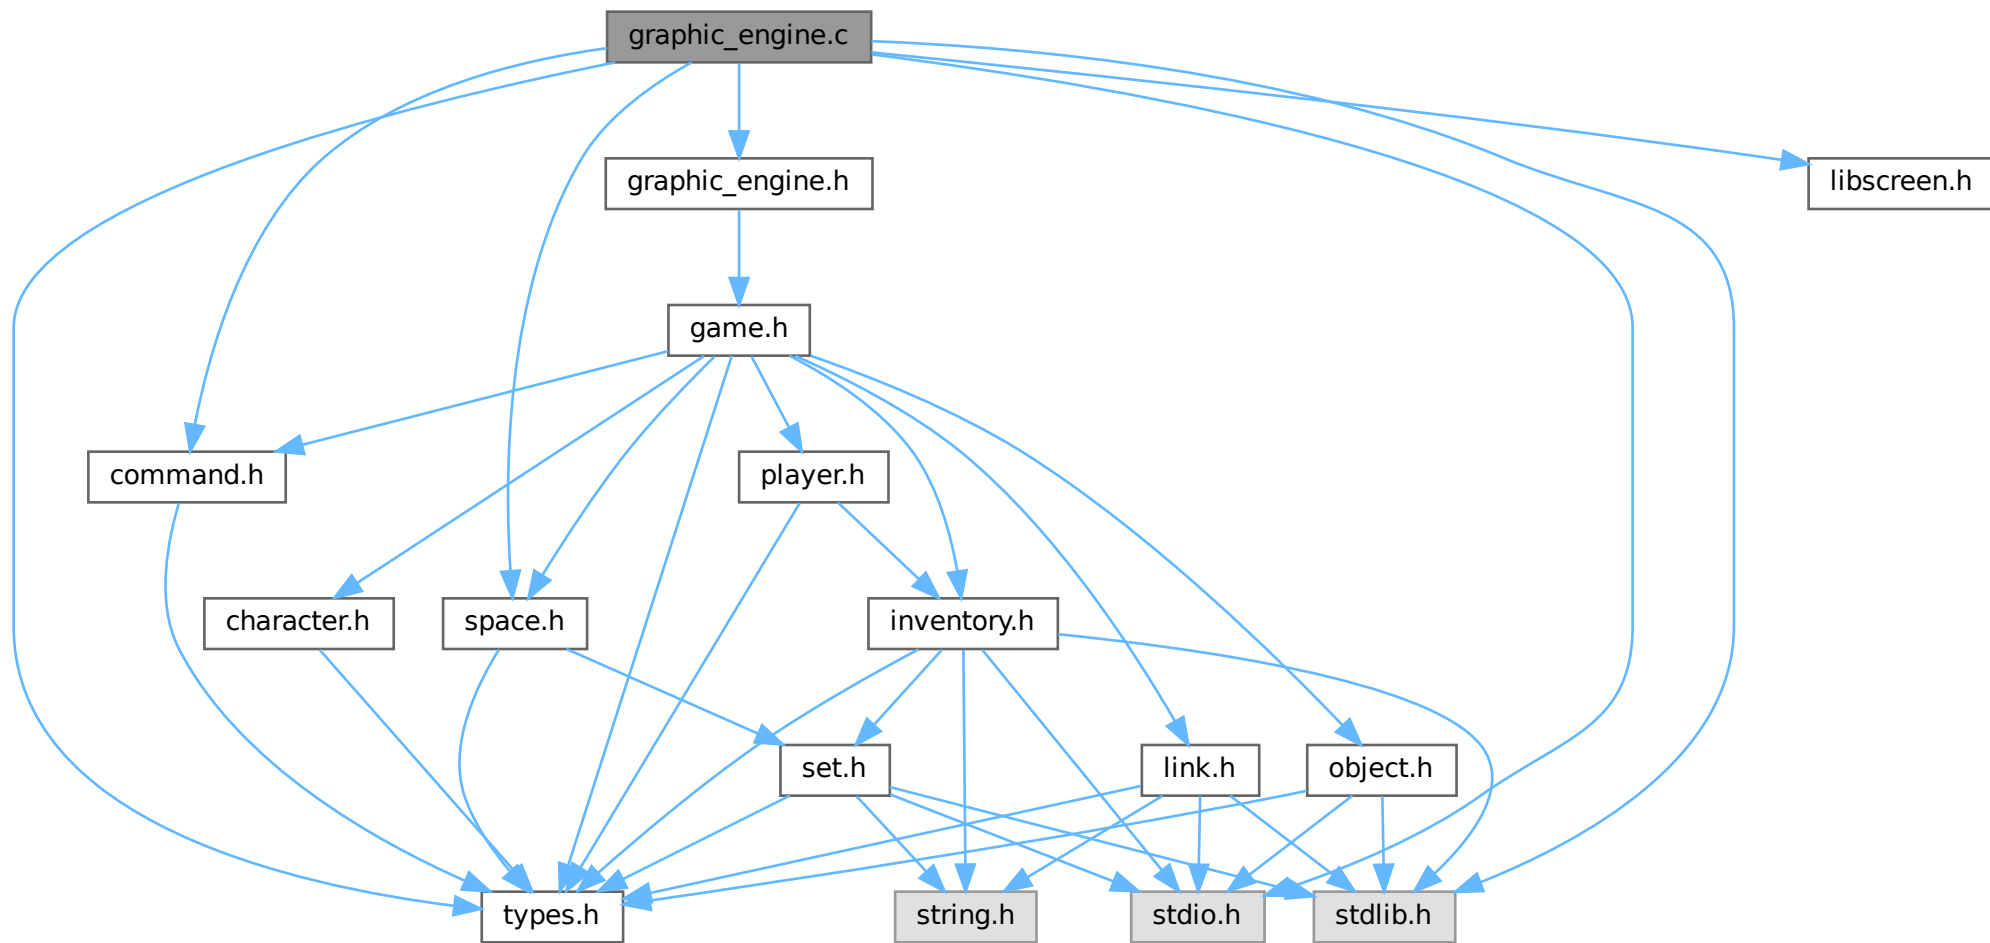 graphic_engine.c
graphic_engine.h
libscreen.h
game.h
command.h
player.h
character.h
space.h
inventory.h
set.h
link.h
object.h
types.h
string.h
stdio.h
stdlib.h